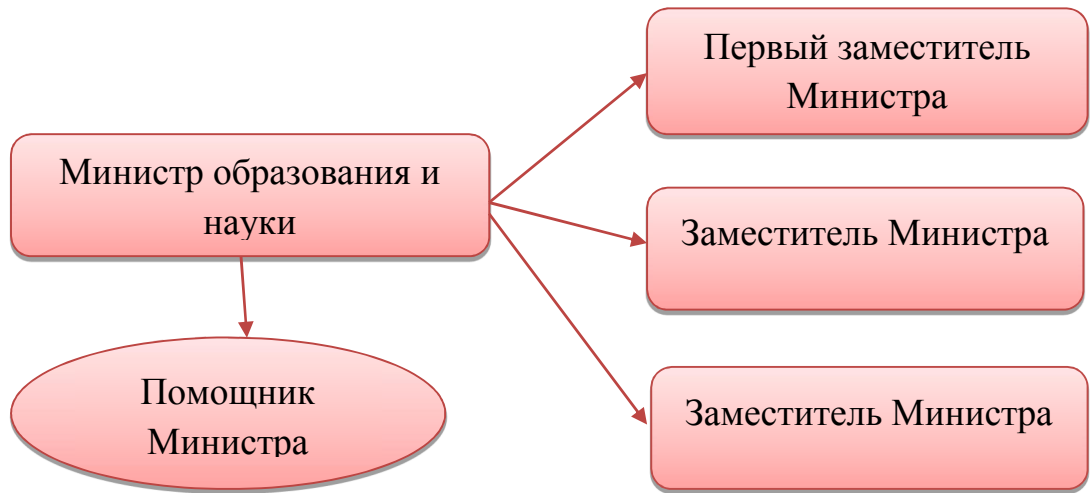 Первый заместитель
Министра
Министр образования и
науки
Заместитель Министра
Помощник
Министра
Заместитель Министра